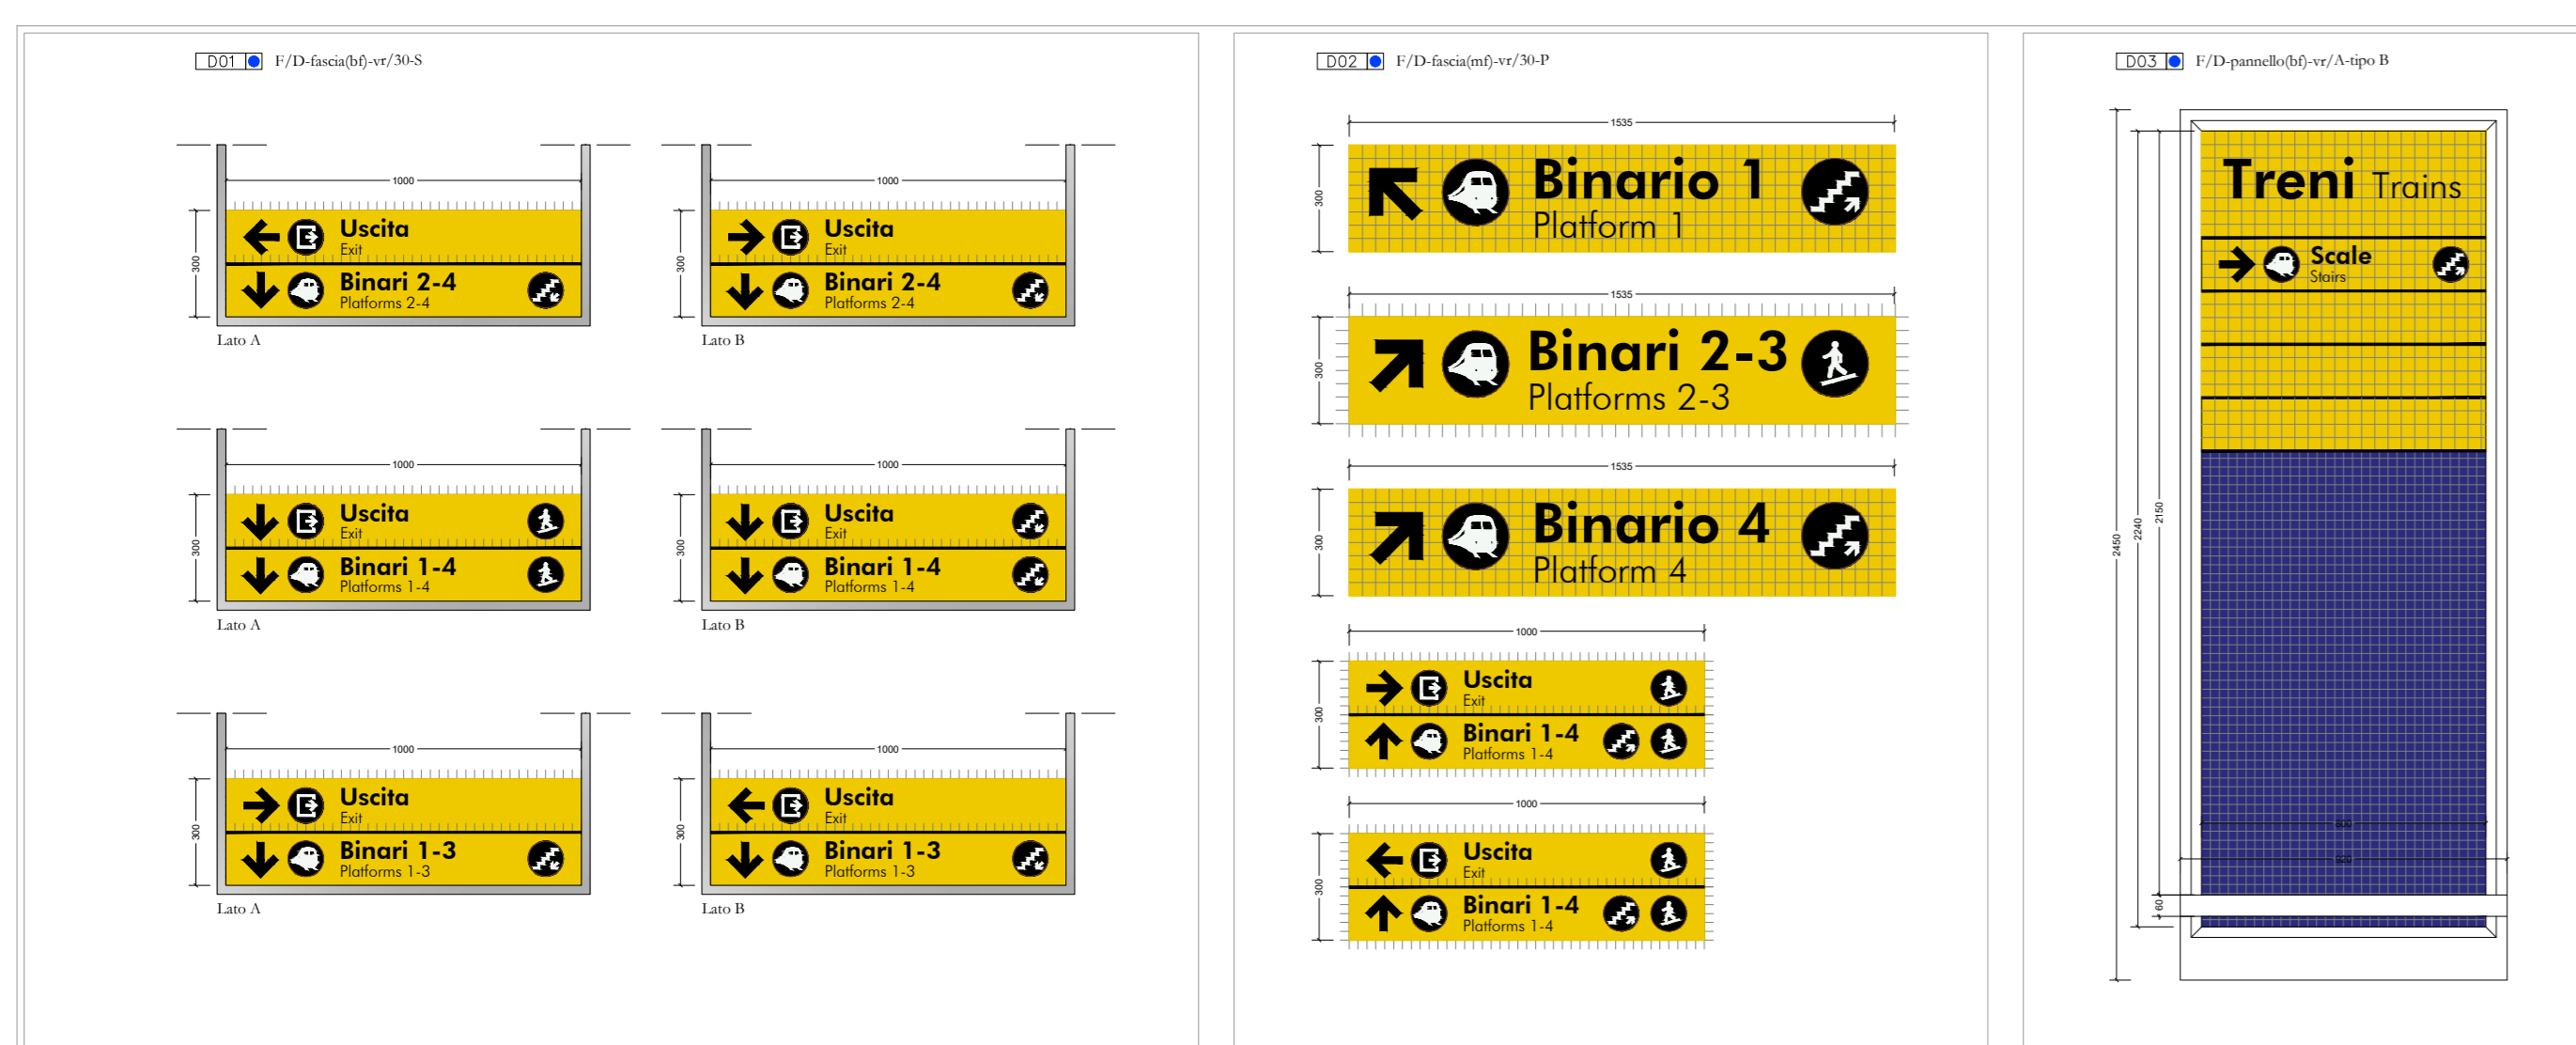 D01 F/D-fascia(bf)-vr/30-S
1000
300
Uscita
Exit
Binari 2-4
Platforms 2-4
Lato A
1000
300
Uscita
Exit
Binari 2-4
Platforms 2-4
Lato B
1000
300
Uscita
Exit
Binari 1-4
Platforms 1-4
Lato A
1000
300
Uscita
Exit
Binari 1-4
Platforms 1-4
Lato B
1000
300
Uscita
Exit
Binari 1-3
Platforms 1-3
Lato A
1000
300
Uscita
Exit
Binari 1-3
Platforms 1-3
Lato B
D02 F/D-fascia(mf)-vr/30-P
1535
300
Binario 1
Platform 1
1535
300
Binari 2-3
Platforms 2-3
1535
300
Binario 4
Platform 4
1000
300
Uscita
Exit
Binari 1-4
Platforms 1-4
1000
300
Uscita
Exit
Binari 1-4
Platforms 1-4
D03 F/D-pannello(bf)-vr/A-tipo B
Treni Trains
Scale
Stairs
2450
2240
2150
800
920
60